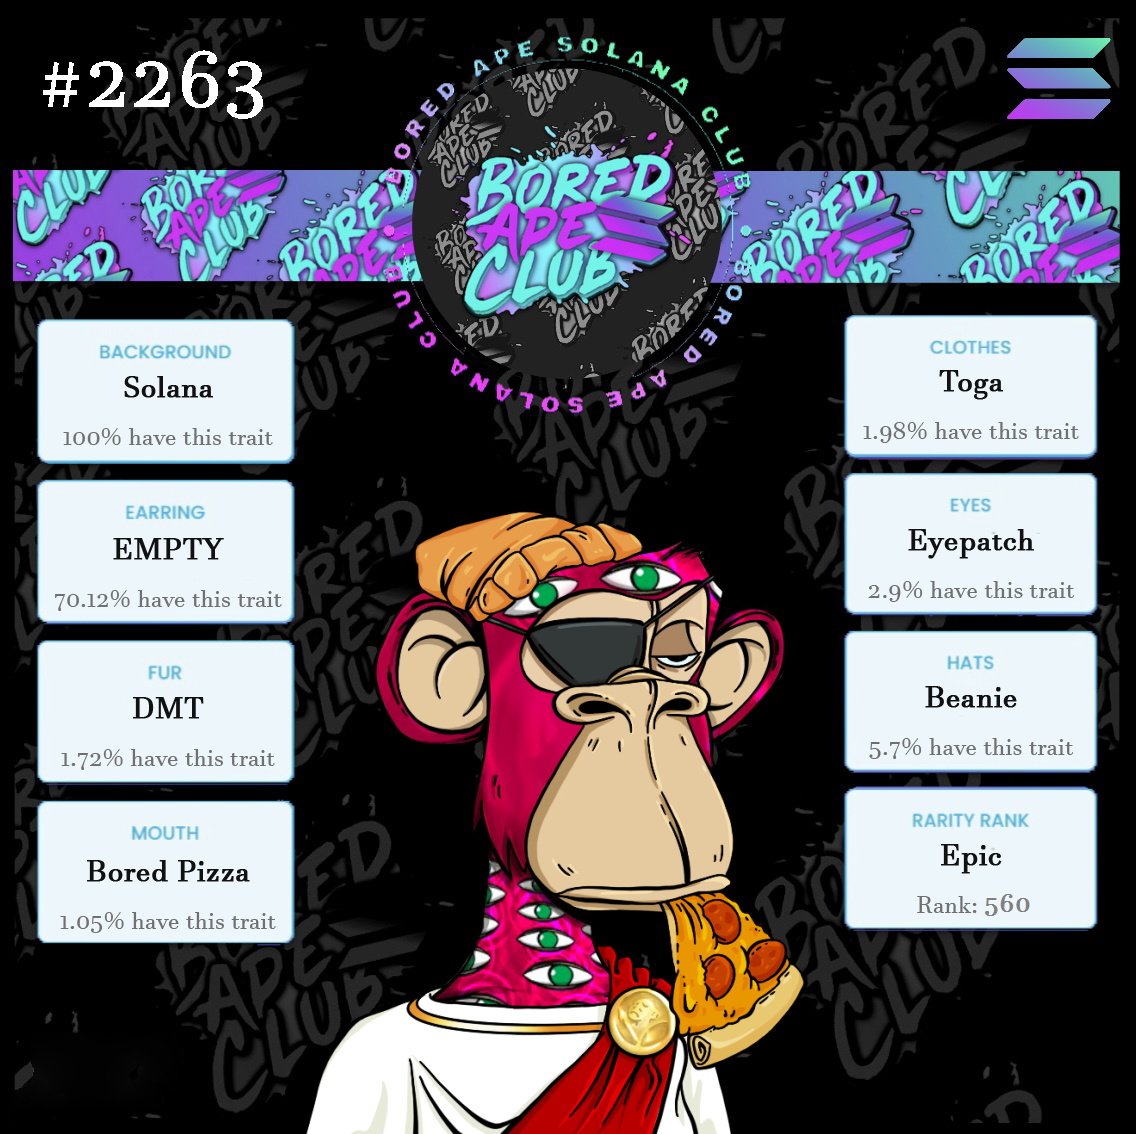 #2263
BORED APE SOLANA CLUB
BORED APE SOLANA CLUB
BORED
APE
CLUB
BACKGROUND
Solana
100% have this trait
EARRING
EMPTY
70.12% have this trait
FUR
DMT
1.72% have this trait
MOUTH
Bored Pizza
1.05% have this trait
CLOTHES
Toga
1.98% have this trait
EYES
Eyepatch
2.9% have this trait
HATS
Beanie
5.7% have this trait
RARITY RANK
Epic
Rank: 560